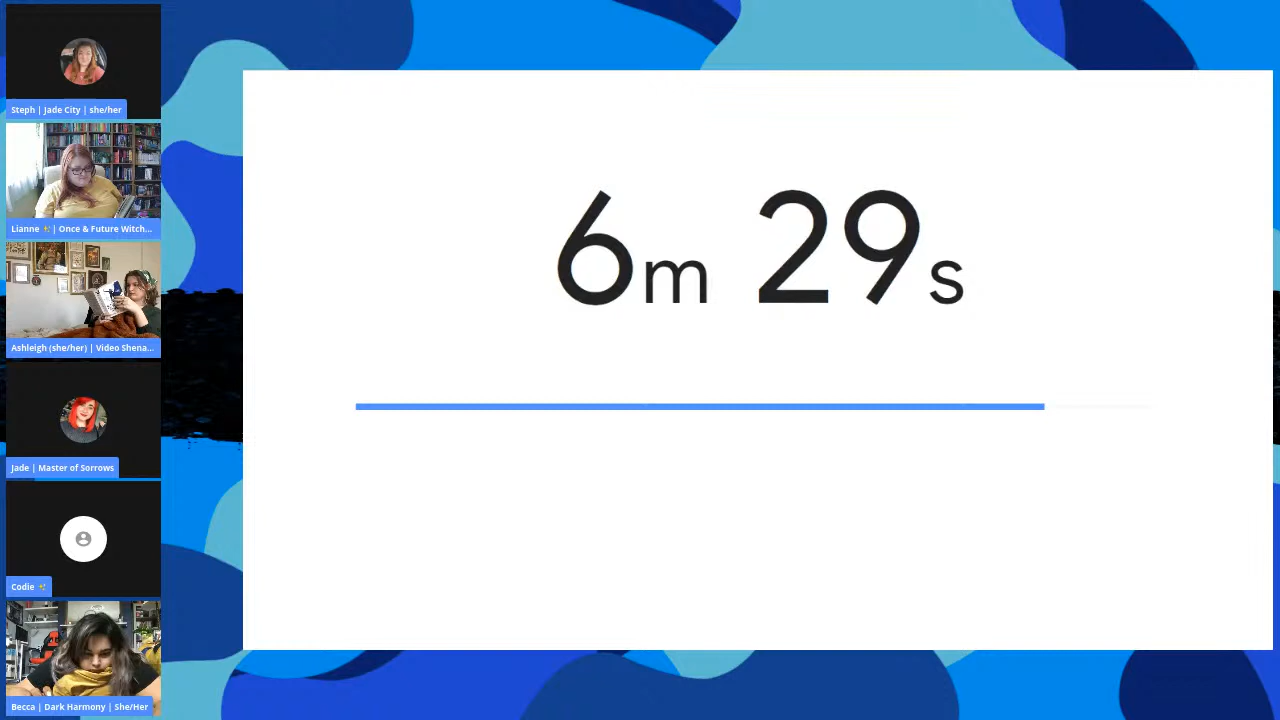 Steph | Jade City | she/her
Lianne ✨ | Once & Future Witch...
Ashleigh (she/her) | Video Shena...
Jade | Master of Sorrows
Codie ✨
Becca | Dark Harmony | She/Her
6m 29s